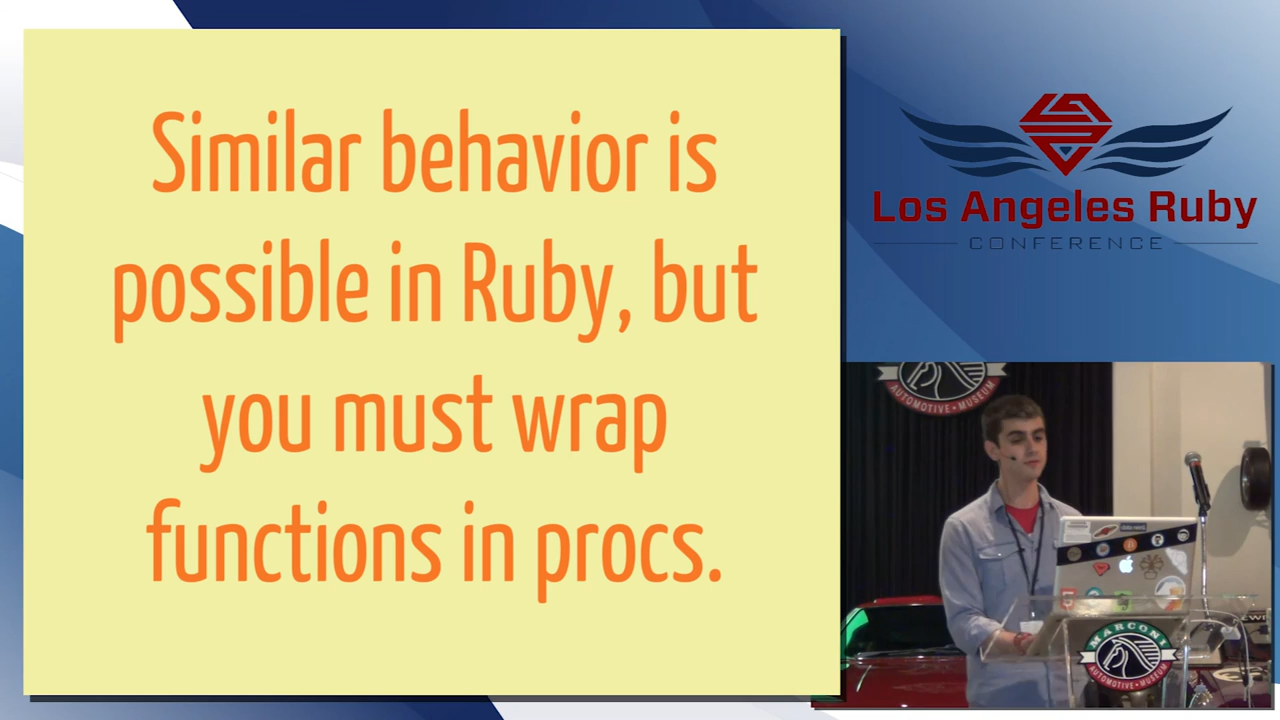 Similar behavior is
possible in Ruby, but
you must wrap
functions in procs.
Los Angeles Ruby
CONFERENCE
AUTOMOTIVE • MUSEUM
MARCONI
AUTOMOTIVE • MUSEUM